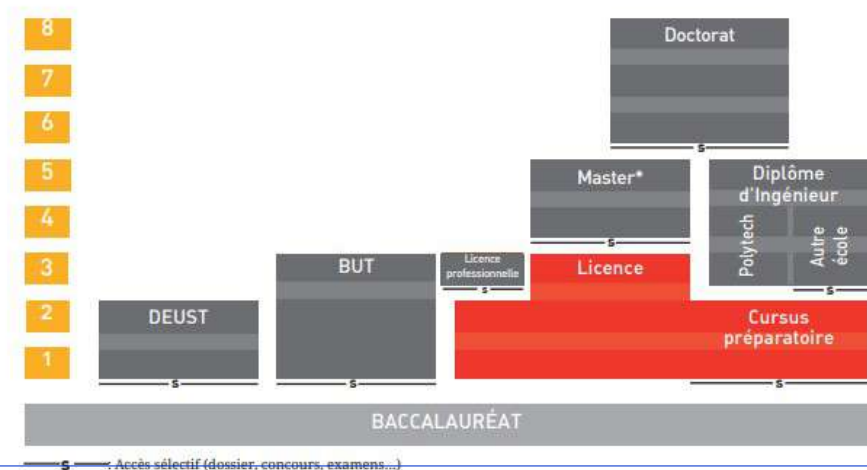 8
Doctorat
7
6
s
5
Master*
Diplôme
d'Ingénieur
4
Polytech
Autre
école
s
3
BUT
Licence
professionnelle
Licence
s
s
2
DEUST
Cursus
préparatoire
1
s
s
s
BACCALAURÉAT
s : Accès sélectif (dossier, concours, examens...)